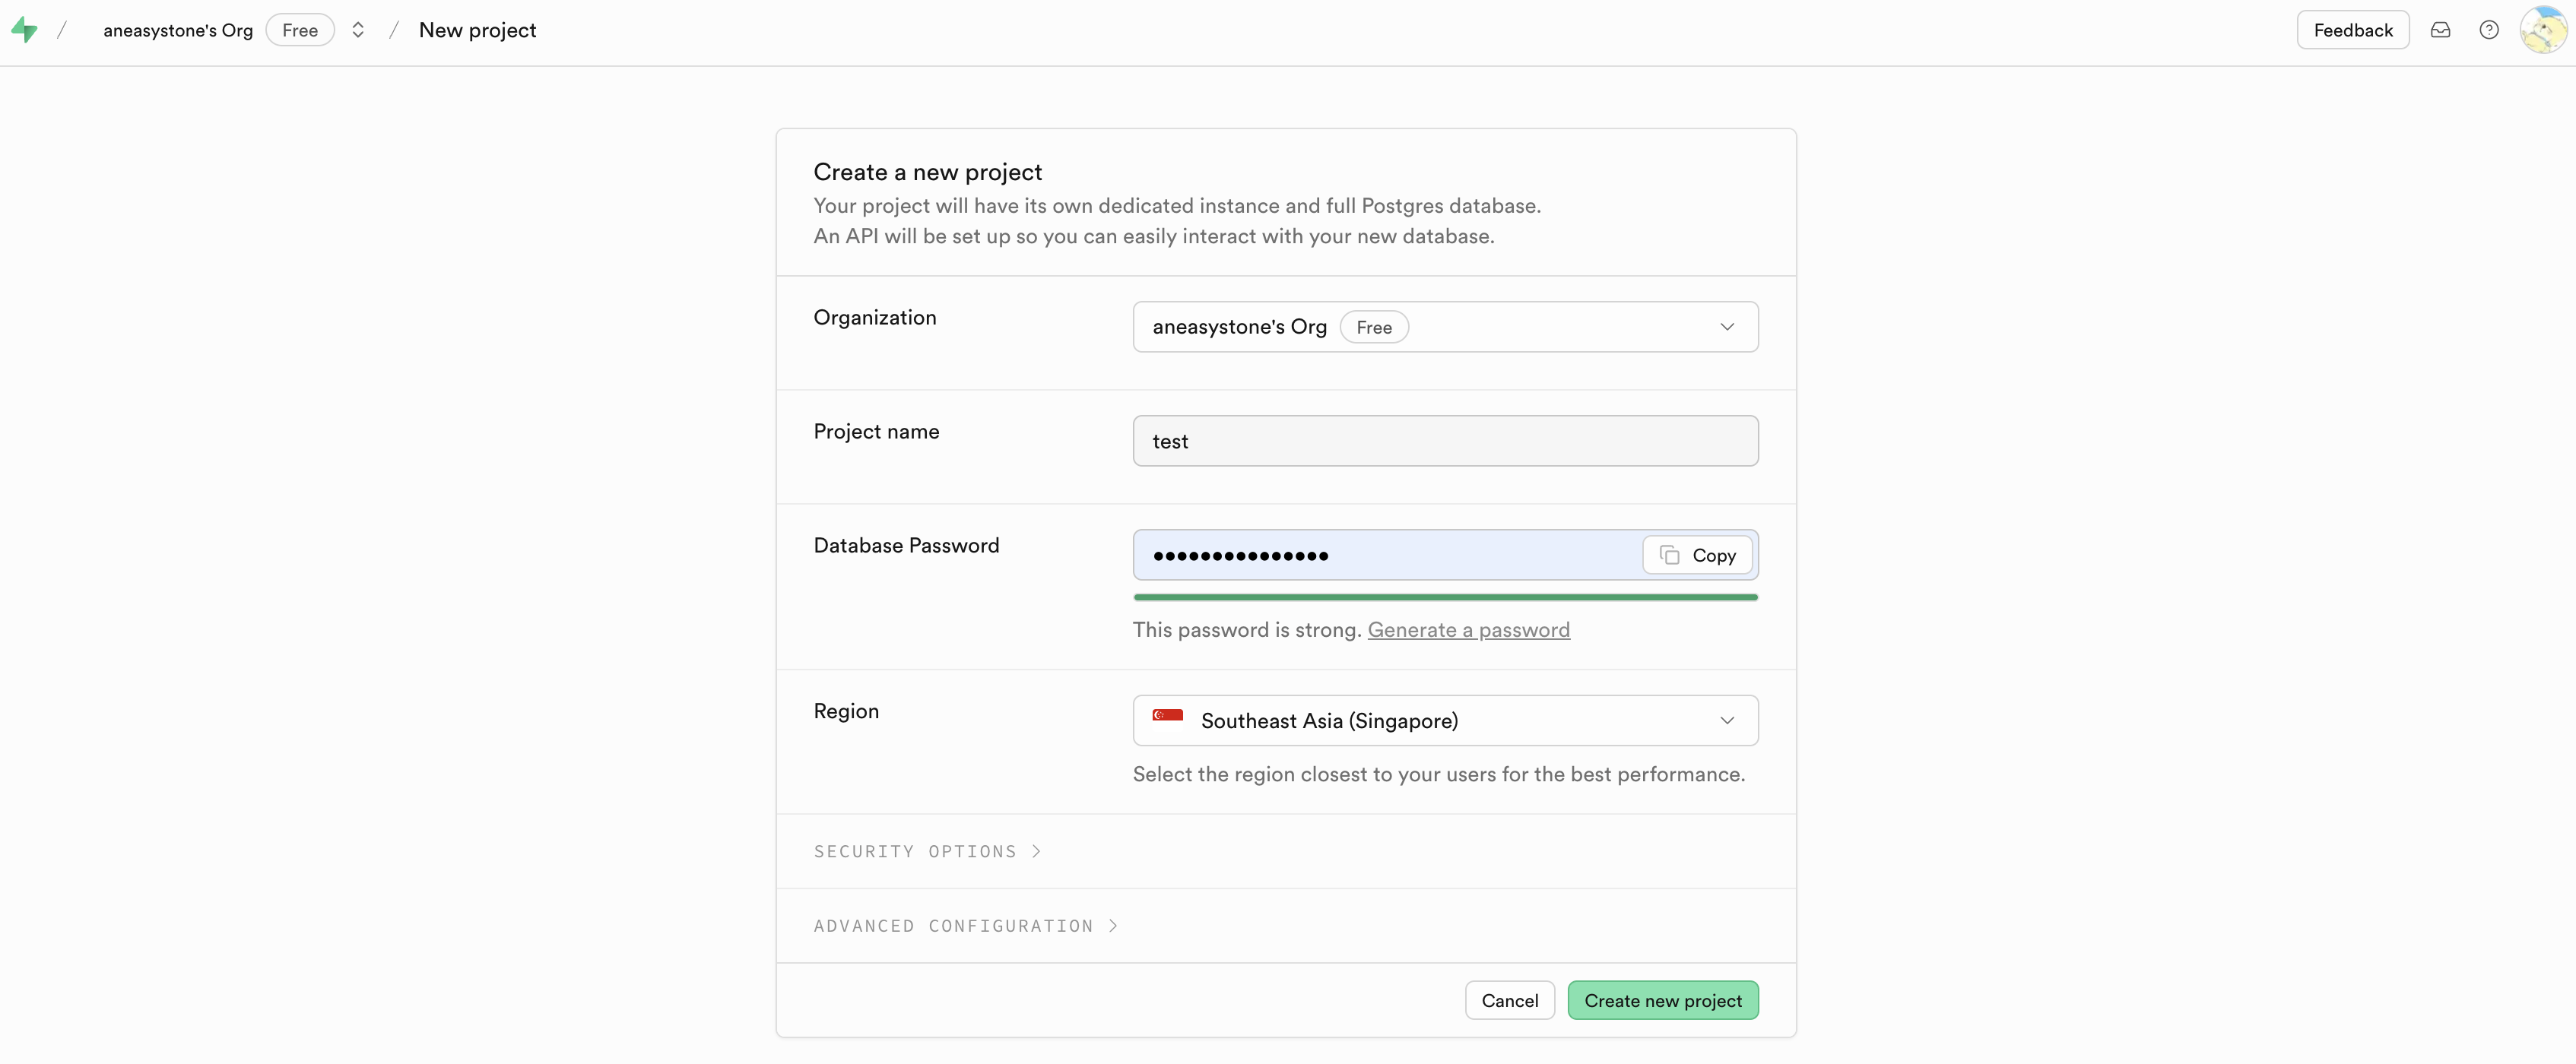 / aneasystone's Org Free / New project Feedback
Create a new project
Your project will have its own dedicated instance and full Postgres database.
An API will be set up so you can easily interact with your new database.
Organization
aneasystone's Org Free
Project name
test
Database Password
••••••••••••••• Copy
This password is strong. Generate a password
Region
Southeast Asia (Singapore)
Select the region closest to your users for the best performance.
SECURITY OPTIONS >
ADVANCED CONFIGURATION >
Cancel Create new project